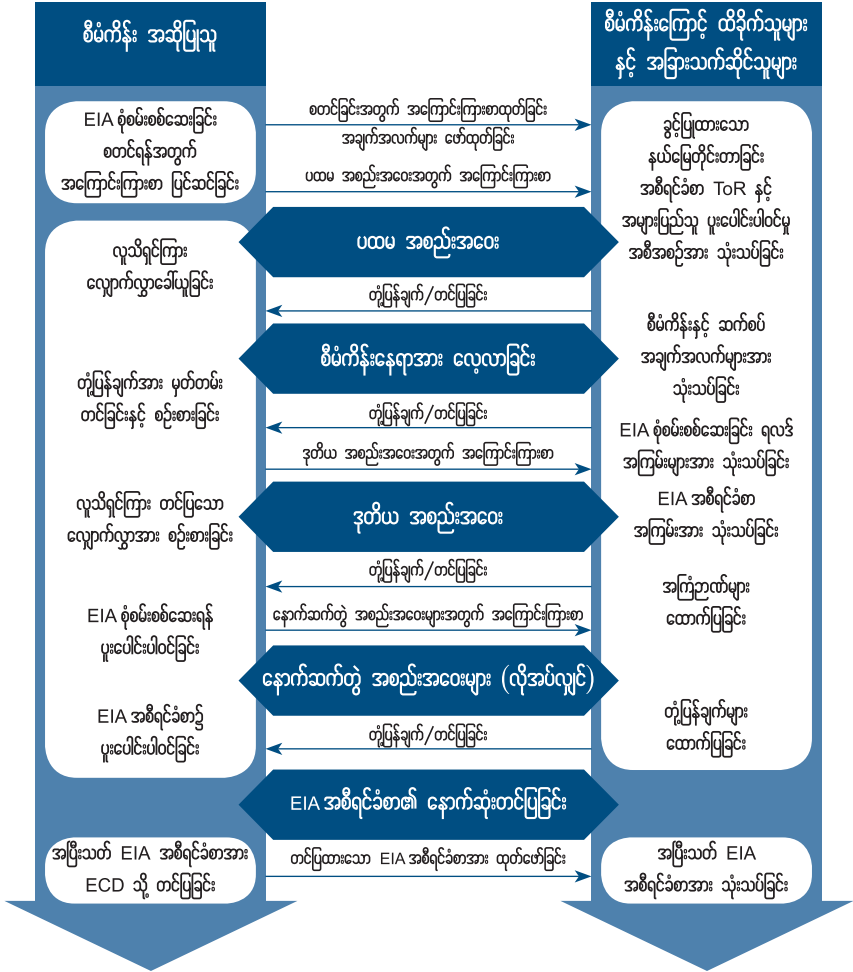 စီမံကိန်း အဆိုပြုသူ
စီမံကိန်းကြောင့် ထိခိုက်သူများ
နှင့် အခြားသက်ဆိုင်သူများ
EIA စုံစမ်းစစ်ဆေးခြင်း
စတင်ရန်အတွက်
အကြောင်းကြားစာ ပြင်ဆင်ခြင်း
စတင်ခြင်းအတွက် အကြောင်းကြားစာထုတ်ခြင်း
အချက်အလက်များ ဖော်ထုတ်ခြင်း
ပထမ အစည်းအဝေးအတွက် အကြောင်းကြားစာ
ခွင့်ပြုထားသော
နယ်မြေတိုင်းတာခြင်း
အစီရင်ခံစာ ToR နှင့်
အများပြည်သူ ပူးပေါင်းပါဝင်မှု
အစီအစဉ်အား သုံးသပ်ခြင်း
ပထမ အစည်းအဝေး
လူသိရှင်ကြား
လျှောက်လွှာခေါ်ယူခြင်း
တုံ့ပြန်ချက်/တင်ပြခြင်း
စီမံကိန်းနှင့် ဆက်စပ်
အချက်အလက်များအား
သုံးသပ်ခြင်း
စီမံကိန်းနေရာအား လေ့လာခြင်း
တုံ့ပြန်ချက်အား မှတ်တမ်း
တင်ခြင်းနှင့် စဉ်းစားခြင်း
တုံ့ပြန်ချက်/တင်ပြခြင်း
EIA စုံစမ်းစစ်ဆေးခြင်း ရလဒ်
အကြမ်းများအား သုံးသပ်ခြင်း
ဒုတိယ အစည်းအဝေးအတွက် အကြောင်းကြားစာ
လူသိရှင်ကြား တင်ပြသော
လျှောက်လွှာအား စဉ်းစားခြင်း
ဒုတိယ အစည်းအဝေး
EIA အစီရင်ခံစာ
အကြမ်းအား သုံးသပ်ခြင်း
တုံ့ပြန်ချက်/တင်ပြခြင်း
အကြံဉာဏ်များ
ထောက်ပြခြင်း
EIA စုံစမ်းစစ်ဆေးရန်
ပူးပေါင်းပါဝင်ခြင်း
နောက်ဆက်တွဲ အစည်းအဝေးများအတွက် အကြောင်းကြားစာ
နောက်ဆက်တွဲ အစည်းအဝေးများ (လိုအပ်လျှင်)
EIA အစီရင်ခံစာ၌
ပူးပေါင်းပါဝင်ခြင်း
တုံ့ပြန်ချက်/တင်ပြခြင်း
တုံ့ပြန်ချက်များ
ထောက်ပြခြင်း
EIA အစီရင်ခံစာ၏ နောက်ဆုံးတင်ပြခြင်း
အပြီးသတ် EIA အစီရင်ခံစာအား
ECD သို့ တင်ပြခြင်း
တင်ပြထားသော EIA အစီရင်ခံစာအား ထုတ်ဖော်ခြင်း
အပြီးသတ် EIA
အစီရင်ခံစာအား သုံးသပ်ခြင်း